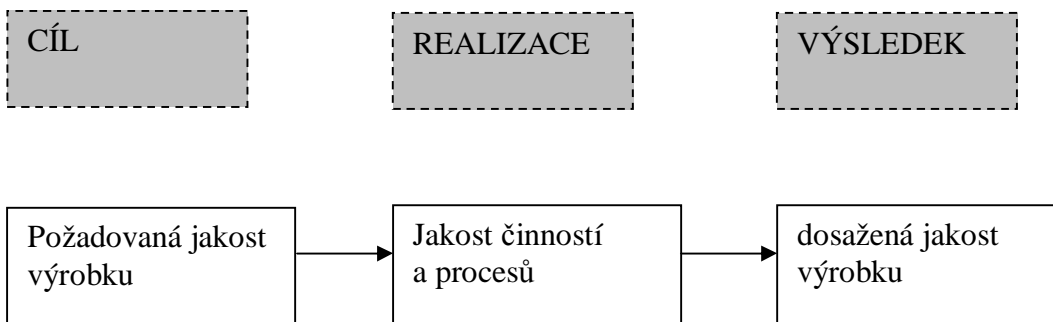 CÍL
REALIZACE
VÝSLEDEK
Požadovaná jakost
výrobku
Jakost činností
a procesů
dosažená jakost
výrobku